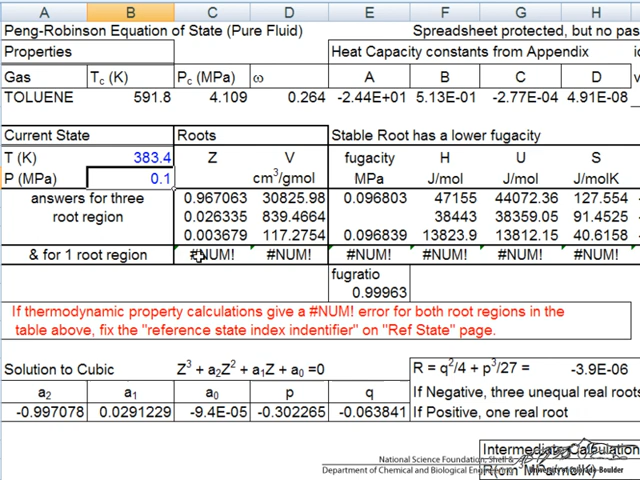 A B C D E F G H
Peng-Robinson Equation of State (Pure Fluid) Spreadsheet protected, but no pas
Properties Heat Capacity constants from Appendix
Gas Tc (K) Pc (MPa) ω A B C D
TOLUENE 591.8 4.109 0.264 -2.44E+01 5.13E-01 -2.77E-04 4.91E-08
Current State Roots Stable Root has a lower fugacity
T (K) 383.4 Z V fugacity H U S
P (MPa) 0.1 cm3/gmol MPa J/mol J/mol J/molK
answers for three 0.967063 30825.98 0.096803 47155 44072.36 127.554
root region 0.026335 839.4664 38443 38359.05 91.4525
0.003679 117.2754 0.096839 13823.9 13812.15 40.6158
& for 1 root region #NUM! #NUM! #NUM! #NUM! #NUM! #NUM!
fugratio
0.99963
If thermodynamic property calculations give a #NUM! error for both root regions in the
table above, fix the "reference state index indentifier" on "Ref State" page.
Solution to Cubic Z3 + a2Z2 + a1Z + a0 =0 R = q2/4 + p3/27 = -3.9E-06
a2 a1 a0 p q If Negative, three unequal real roots
-0.997078 0.0291229 -9.4E-05 -0.302265 -0.063841 If Positive, one real root
Intermediate Calculation
National Science Foundation, Shell &
Department of Chemical and Biological Engineering
R(cm3MPa/molK)